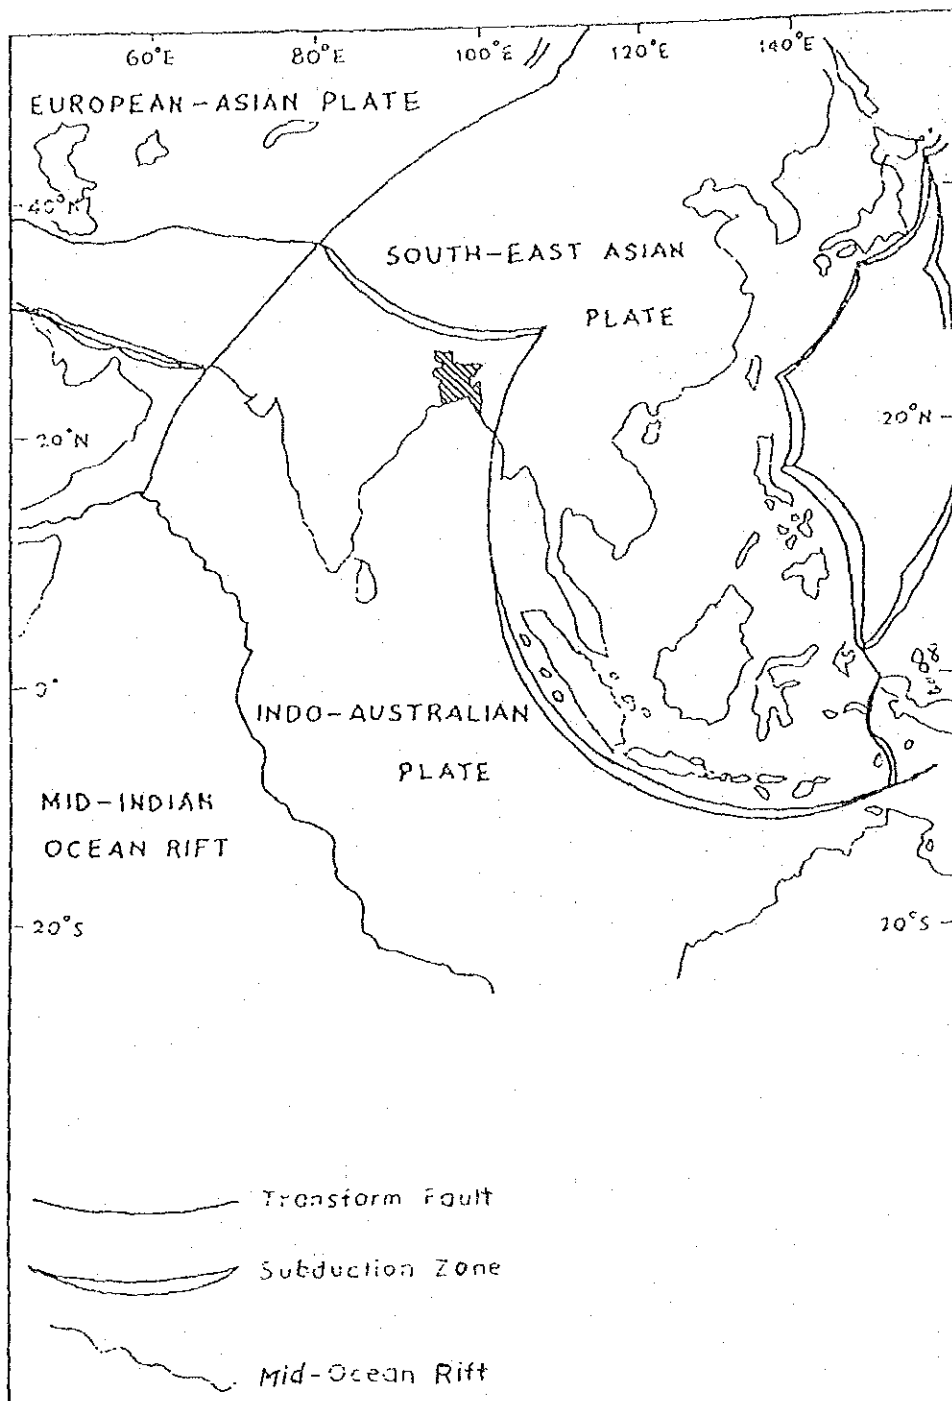 60°E 80°E 100°E 120°E 140°E
EUROPEAN-ASIAN PLATE
40°N
SOUTH-EAST ASIAN
PLATE
20°N 20°N
0°
INDO-AUSTRALIAN
PLATE
MID-INDIAN
OCEAN RIFT
20°S 20°S
Transform Fault
Subduction Zone
Mid-Ocean Rift